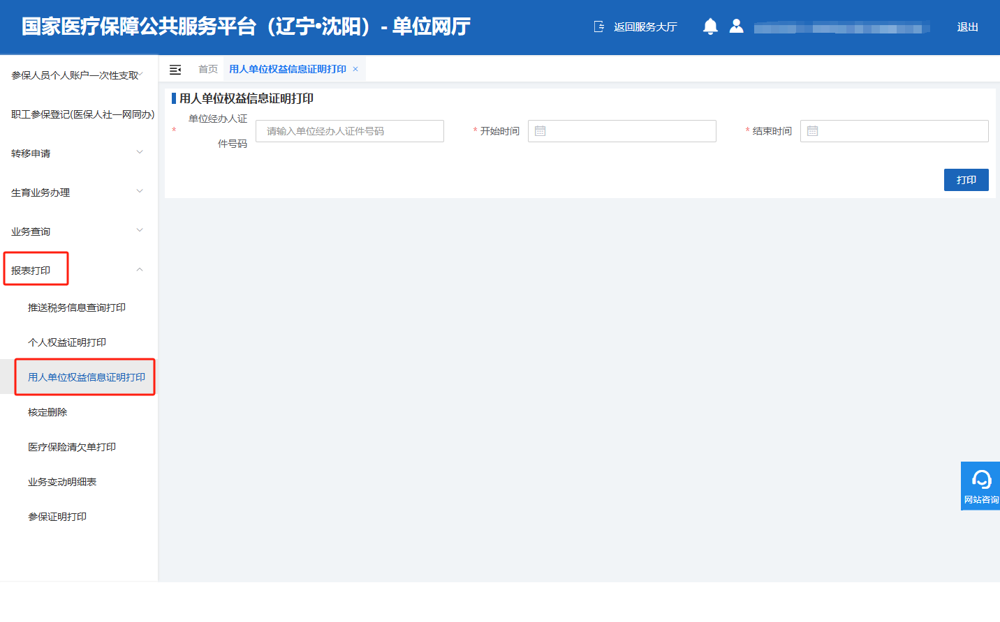 国家医疗保障公共服务平台（辽宁•沈阳）- 单位网厅
返回服务大厅
退出
参保人员个人账户一次性支取
职工参保登记(医保人社一网同办)
转移申请
生育业务办理
业务查询
报表打印
推送税务信息查询打印
个人权益证明打印
用人单位权益信息证明打印
核定删除
医疗保险清欠单打印
业务变动明细表
参保证明打印
首页 用人单位权益信息证明打印 ×
用人单位权益信息证明打印
* 单位经办人证
件号码
请输入单位经办人证件号码
* 开始时间
* 结束时间
打印
网站咨询